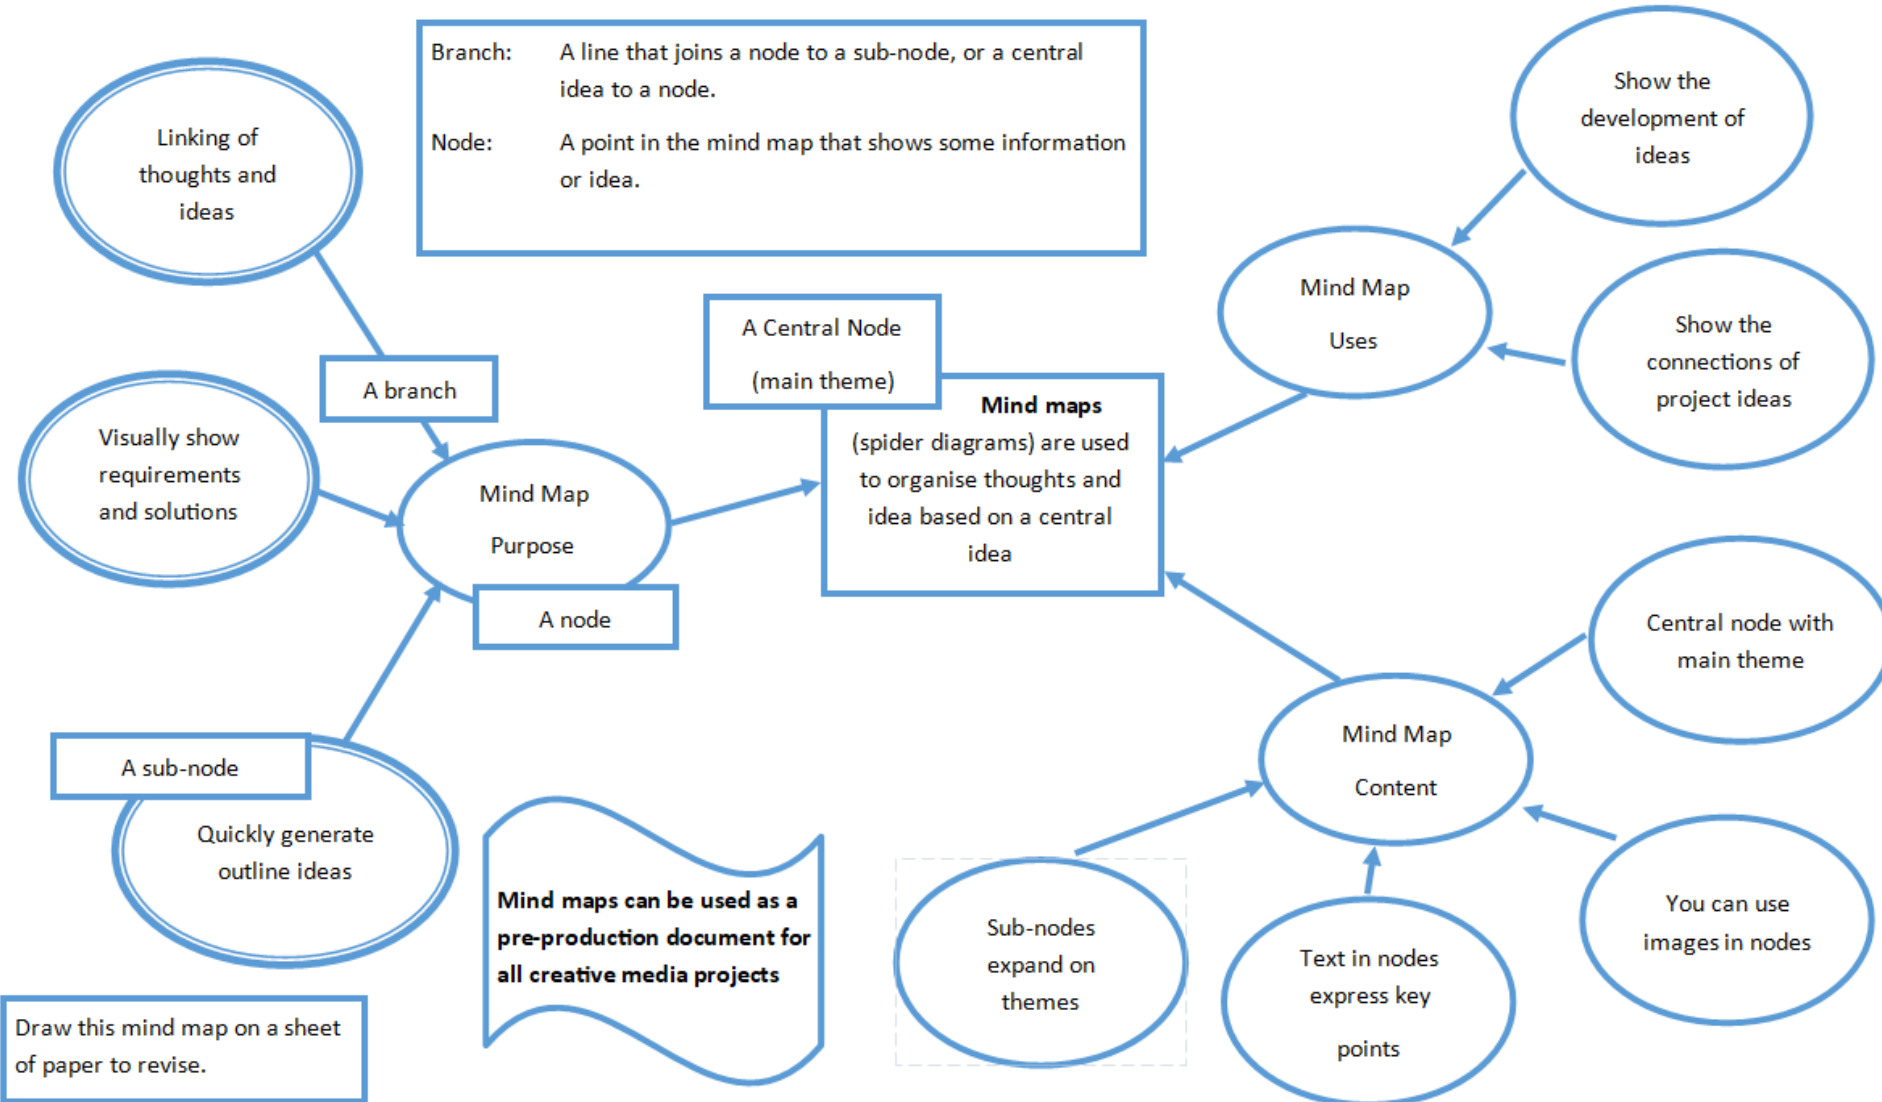 Branch: A line that joins a node to a sub-node, or a central
idea to a node.
Node: A point in the mind map that shows some information
or idea.
Linking of
thoughts and
ideas
A branch
Visually show
requirements
and solutions
Mind Map
Purpose
A node
A sub-node
Quickly generate
outline ideas
Draw this mind map on a sheet
of paper to revise.
A Central Node
(main theme)
Mind maps
(spider diagrams) are used
to organise thoughts and
idea based on a central
idea
Mind maps can be used as a
pre-production document for
all creative media projects
Show the
development of
ideas
Mind Map
Uses
Show the
connections of
project ideas
Central node with
main theme
Mind Map
Content
You can use
images in nodes
Sub-nodes
expand on
themes
Text in nodes
express key
points